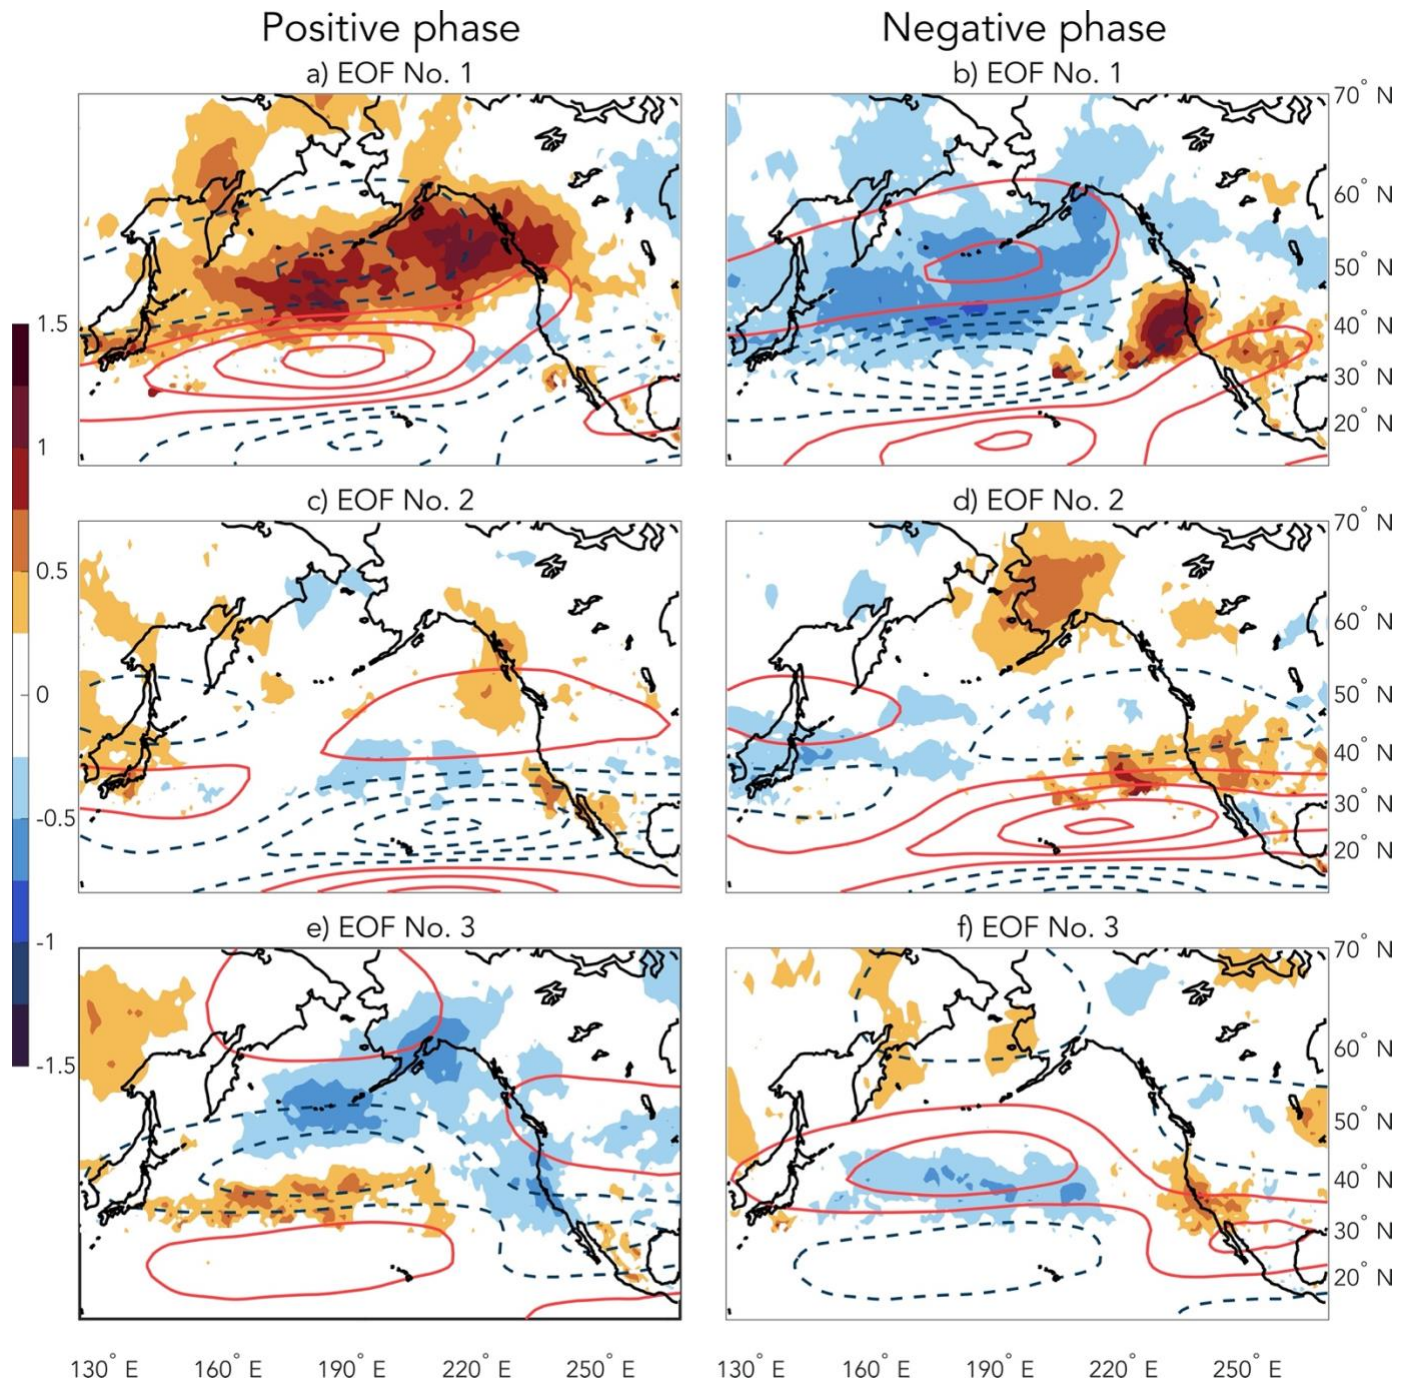 Positive phase
Negative phase
a) EOF No. 1
b) EOF No. 1
70° N
60° N
50° N
40° N
30° N
20° N
1.5
1
0.5
0
-0.5
-1
-1.5
c) EOF No. 2
d) EOF No. 2
70° N
60° N
50° N
40° N
30° N
20° N
e) EOF No. 3
f) EOF No. 3
70° N
60° N
50° N
40° N
30° N
20° N
130° E 160° E 190° E 220° E 250° E
130° E 160° E 190° E 220° E 250° E